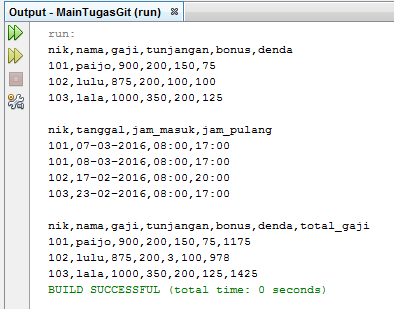 Output - MainTugasGit (run)
run:
nik,nama,gaji,tunjangan,bonus,denda
101,paijo,900,200,150,75
102,lulu,875,200,100,100
103,lala,1000,350,200,125

nik,tanggal,jam_masuk,jam_pulang
101,07-03-2016,08:00,17:00
101,08-03-2016,08:00,17:00
102,17-02-2016,08:00,20:00
103,23-02-2016,08:00,17:00

nik,nama,gaji,tunjangan,bonus,denda,total_gaji
101,paijo,900,200,150,75,1175
102,lulu,875,200,3,100,978
103,lala,1000,350,200,125,1425
BUILD SUCCESSFUL (total time: 0 seconds)